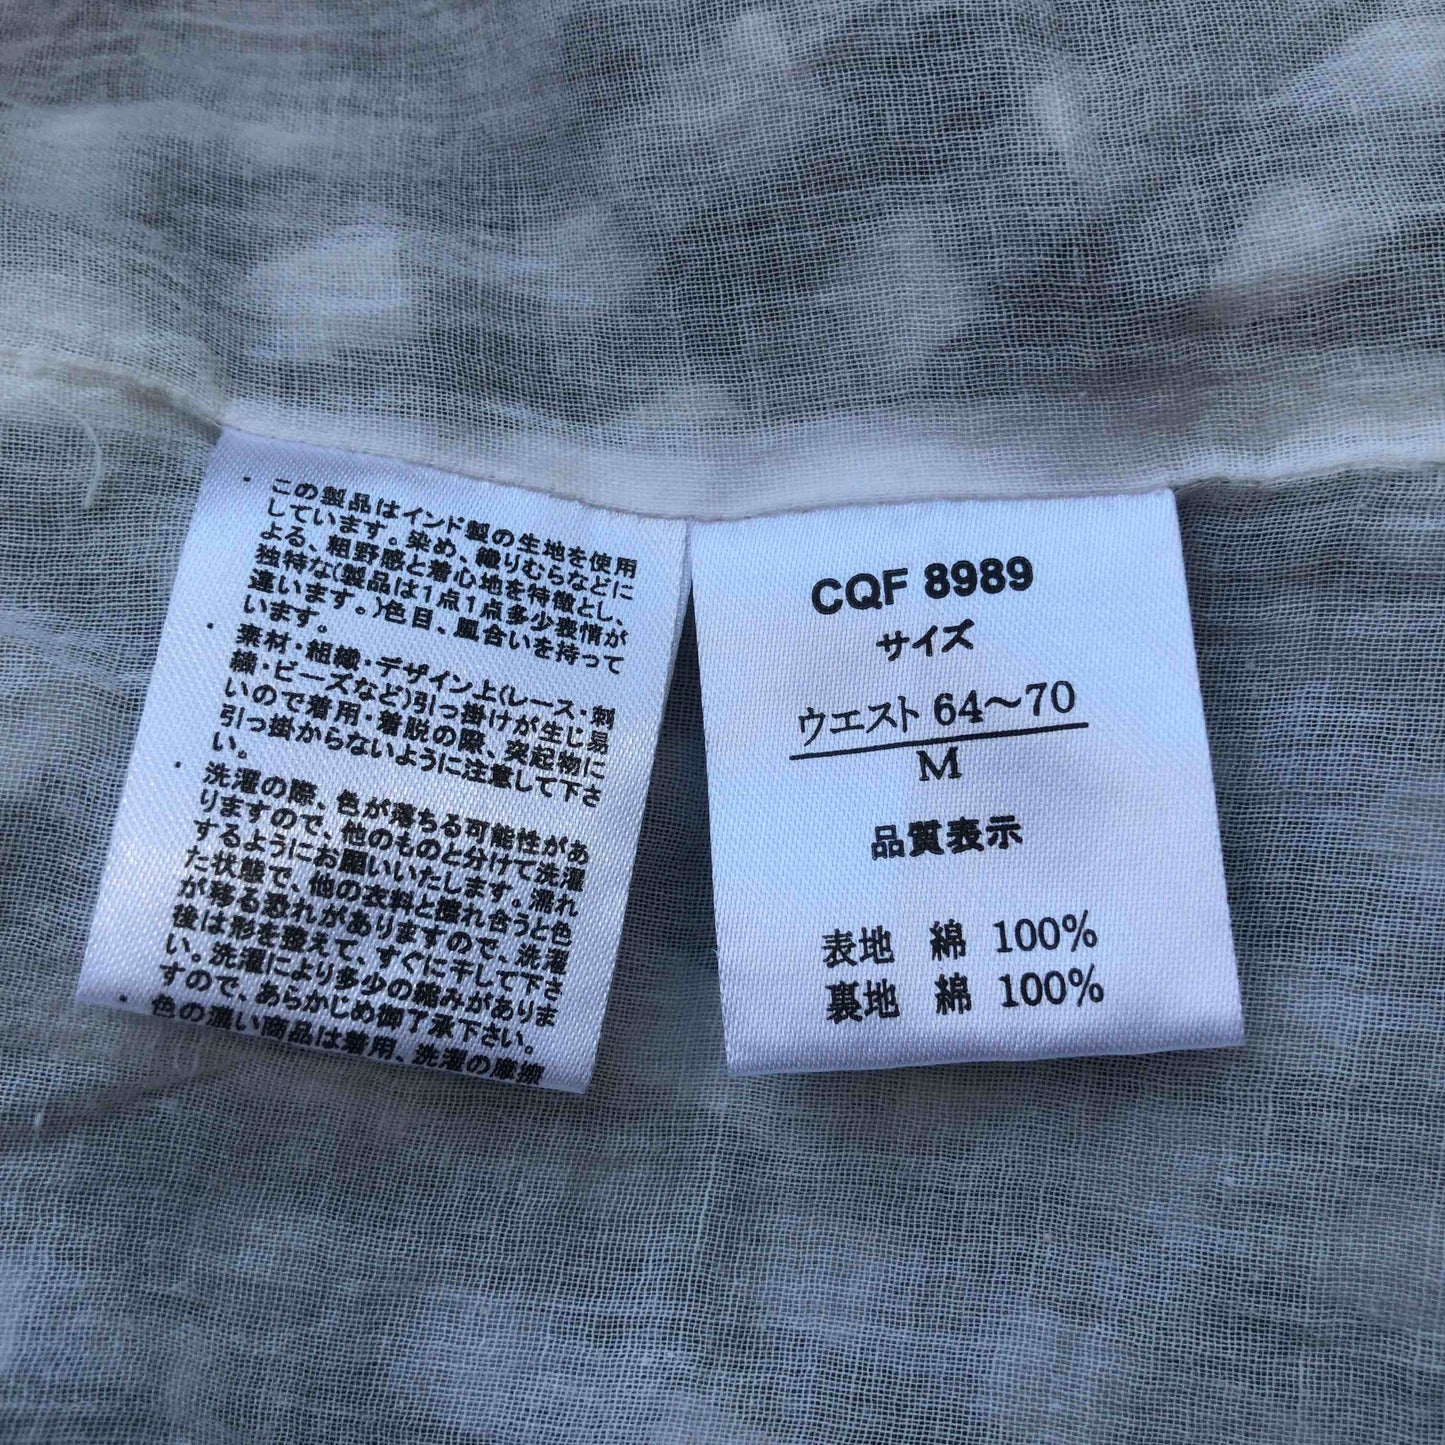 ・この製品はインド製の生地を使用
しています。染め、織りむらなどに
よる、粗野感と着心地を特徴とし、
独特な(製品は1点1点多少表情が
違います。)色目、風合いを持って
います。
・素材・組織・デザイン上(レース・刺
繍・ビーズなど)引っ掛けが生じ易
いので着用・着脱の際、突起物に
引っ掛からないように注意して下さ
い。
・洗濯の際、色が落ちる可能性があ
りますので、他のものと分けて洗濯
するようにお願いいたします。濡れ
た状態で、他の衣料と擦れ合うと色
が移る恐れがありますので、洗濯
後は形を整えて、すぐに干して下さ
い。洗濯により多少の縮みがありま
すので、あらかじめ御了承下さい。
・色の濃い商品は着用、洗濯の摩擦
CQF 8989
サイズ
ウエスト 64〜70
M
品質表示
表地 綿 100%
裏地 綿 100%